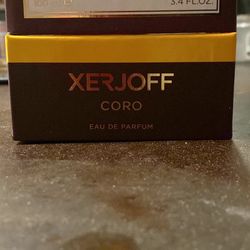 3.4 FL.OZ.
XERJOFF
CORO
EAU DE PARFUM